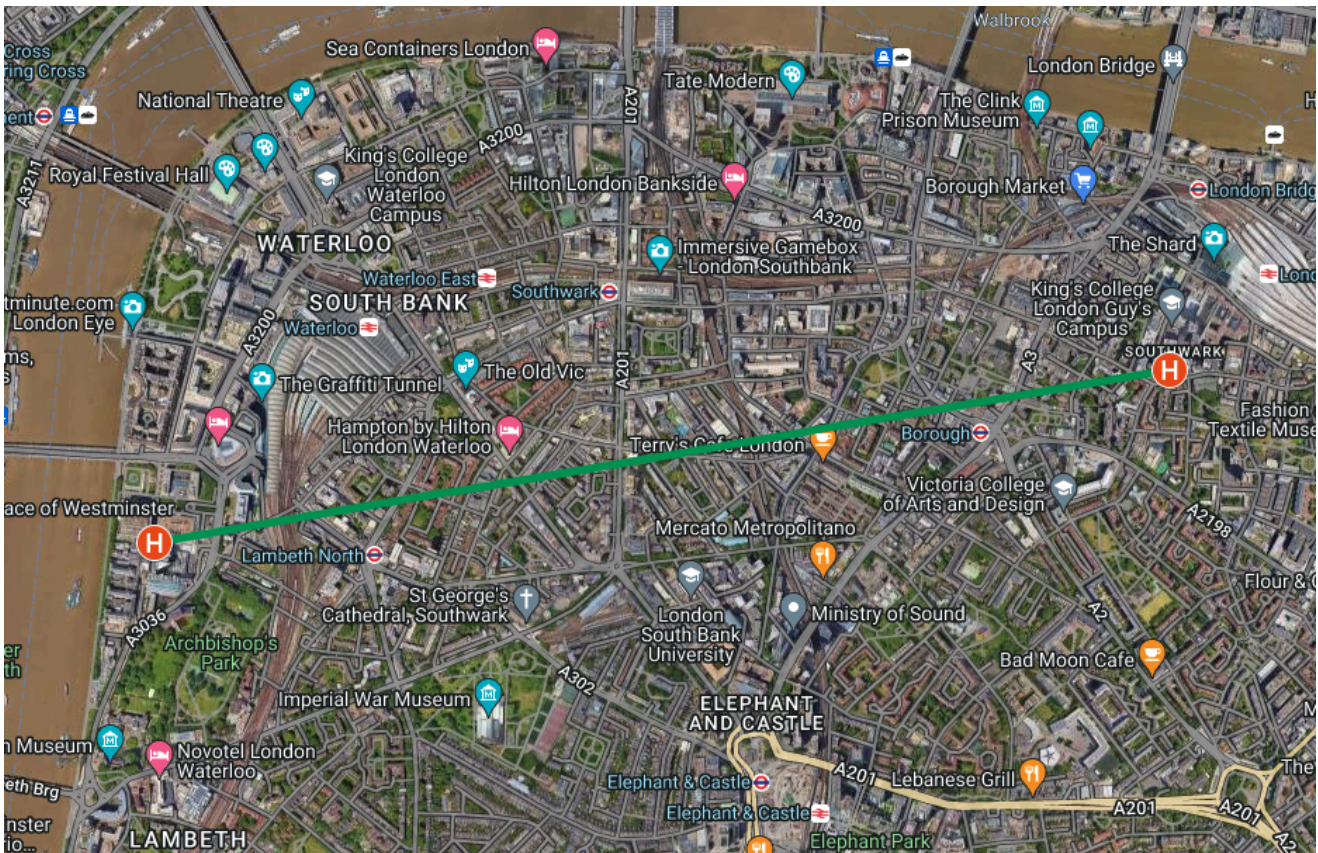 Walbrook
Cross
ring Cross
Sea Containers London
London Bridge
Tate Modern
National Theatre
A201
The Clink
Prison Museum
ent
A3200
King's College
London
Waterloo
Campus
Royal Festival Hall
A3211
Hilton London Bankside
Borough Market
London Bridg
A3200
WATERLOO
Immersive Gamebox
- London Southbank
The Shard
Waterloo East
Southwark
Lond
SOUTH BANK
King's College
London Guy's
Campus
tminute.com
London Eye
A3200
Waterloo
ms,
s
SOUTHWARK
H
A3
The Old Vic
The Graffiti Tunnel
A201
Fashion
Textile Muse
Hampton by Hilton
London Waterloo
Terry's Cafe London
Borough
Victoria College
of Arts and Design
ace of Westminster
A2198
Mercato Metropolitano
H
Lambeth North
Flour & 
St George's
Cathedral, Southwark
London
South Bank
University
Ministry of Sound
A2
A3036
Archbishop's
Park
er
th
Bad Moon Cafe
A302
Imperial War Museum
ELEPHANT
AND CASTLE
M
n Museum
Novotel London
Waterloo
The
A201
Lebanese Grill
Elephant & Castle
eth Brg
A201
A201
Elephant & Castle
nster
io...
LAMBETH
Elephant Park
A2